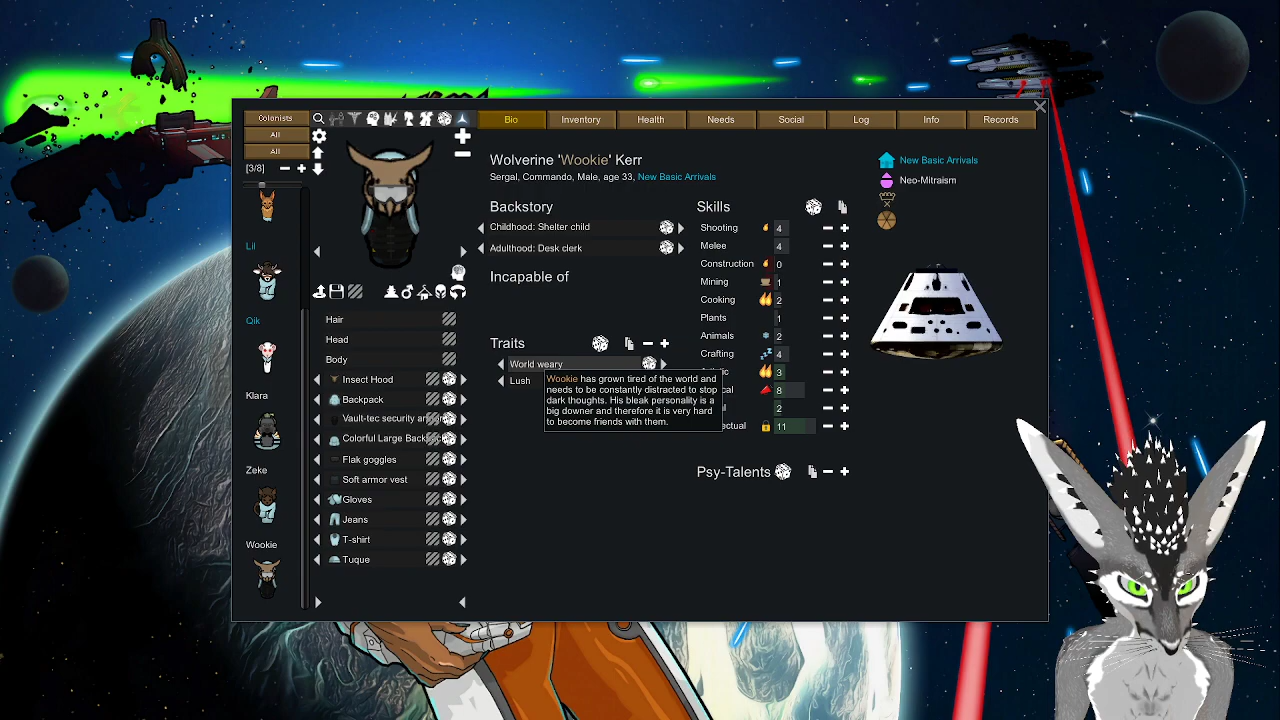 Colonists
All
All
[3/8]
Bio
Inventory
Health
Needs
Social
Log
Info
Records
Wolverine 'Wookie' Kerr
Sergal, Commando, Male, age 33, New Basic Arrivals
New Basic Arrivals
Neo-Mitraism
Backstory
Childhood: Shelter child
Adulthood: Desk clerk
Incapable of
Traits
World weary
Lush
Wookie has grown tired of the world and
needs to be constantly distracted to stop
dark thoughts. His bleak personality is a
big downer and therefore it is very hard
to become friends with them.
Skills
Shooting 4
Melee 4
Construction 0
Mining 1
Cooking 2
Plants 1
Animals 2
Crafting 4
3
8
2
11
Psy-Talents
Lil
Qik
Klara
Zeke
Wookie
Hair
Head
Body
Insect Hood
Backpack
Vault-tec security
Colorful Large Back
Flak goggles
Soft armor vest
Gloves
Jeans
T-shirt
Tuque